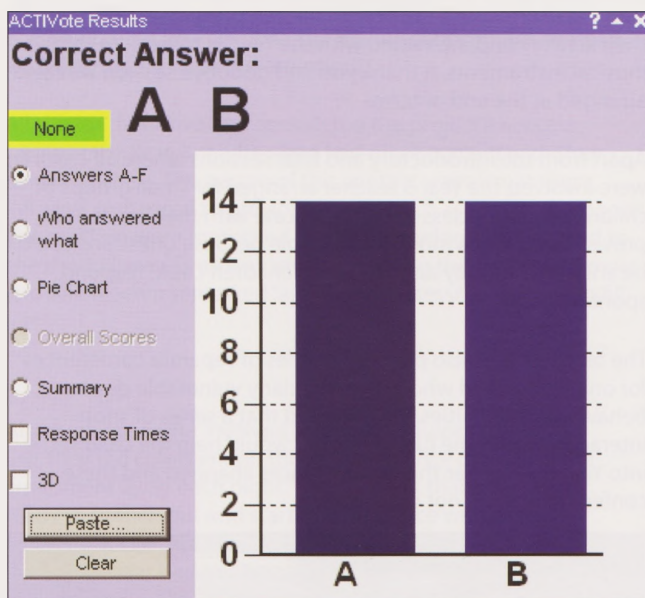 ACTIVote Results ? 
Correct Answer:
None A B
Answers A-F
Who answered
what
Pie Chart
Overall Scores
Summary
Response Times
3D
Paste...
Clear
14
12
10
8
6
4
2
0
A B